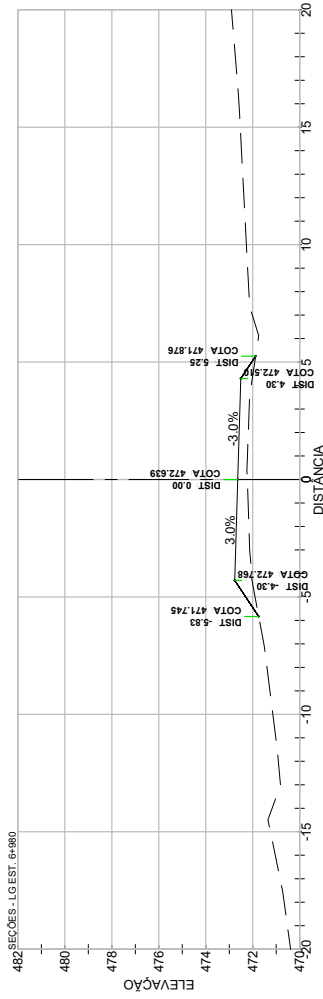 SEÇÕES - LG EST. 6+980
482
480
478
476
474
472
470
ELEVAÇÃO
-20
-15
-10
-5
0
5
10
15
20
DISTÂNCIA
DIST -5.83
COTA 471.745
DIST -4.30
COTA 472.768
3.0%
DIST 0.00
COTA 472.639
-3.0%
DIST 4.30
COTA 472.510
DIST 5.25
COTA 471.876